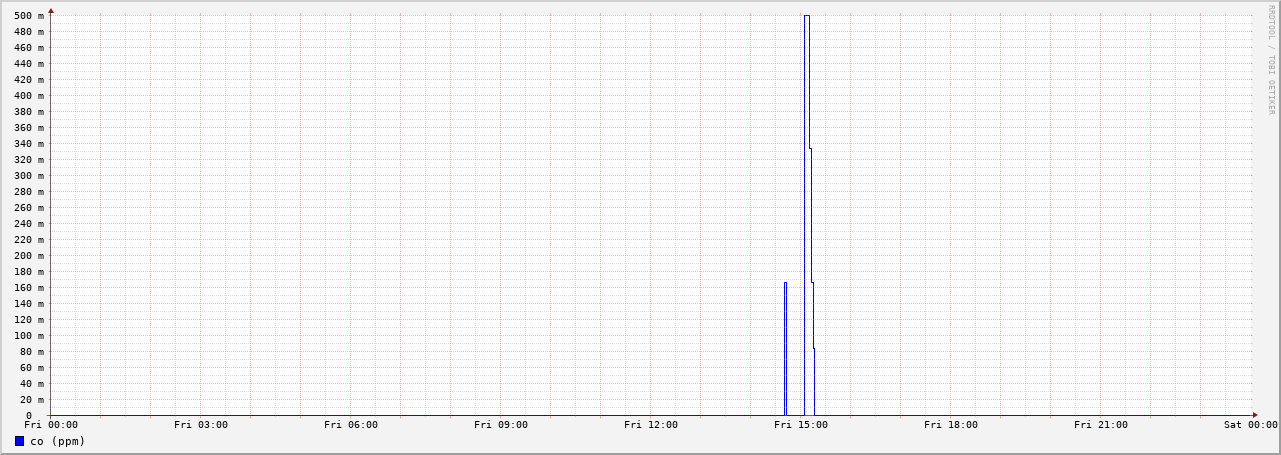 500 m
480 m
460 m
440 m
420 m
400 m
380 m
360 m
340 m
320 m
300 m
280 m
260 m
240 m
220 m
200 m
180 m
160 m
140 m
120 m
100 m
80 m
60 m
40 m
20 m
0
Fri 00:00 Fri 03:00 Fri 06:00 Fri 09:00 Fri 12:00 Fri 15:00 Fri 18:00 Fri 21:00 Sat 00:00
co (ppm)
RRDTOOL / TOBI OETIKER